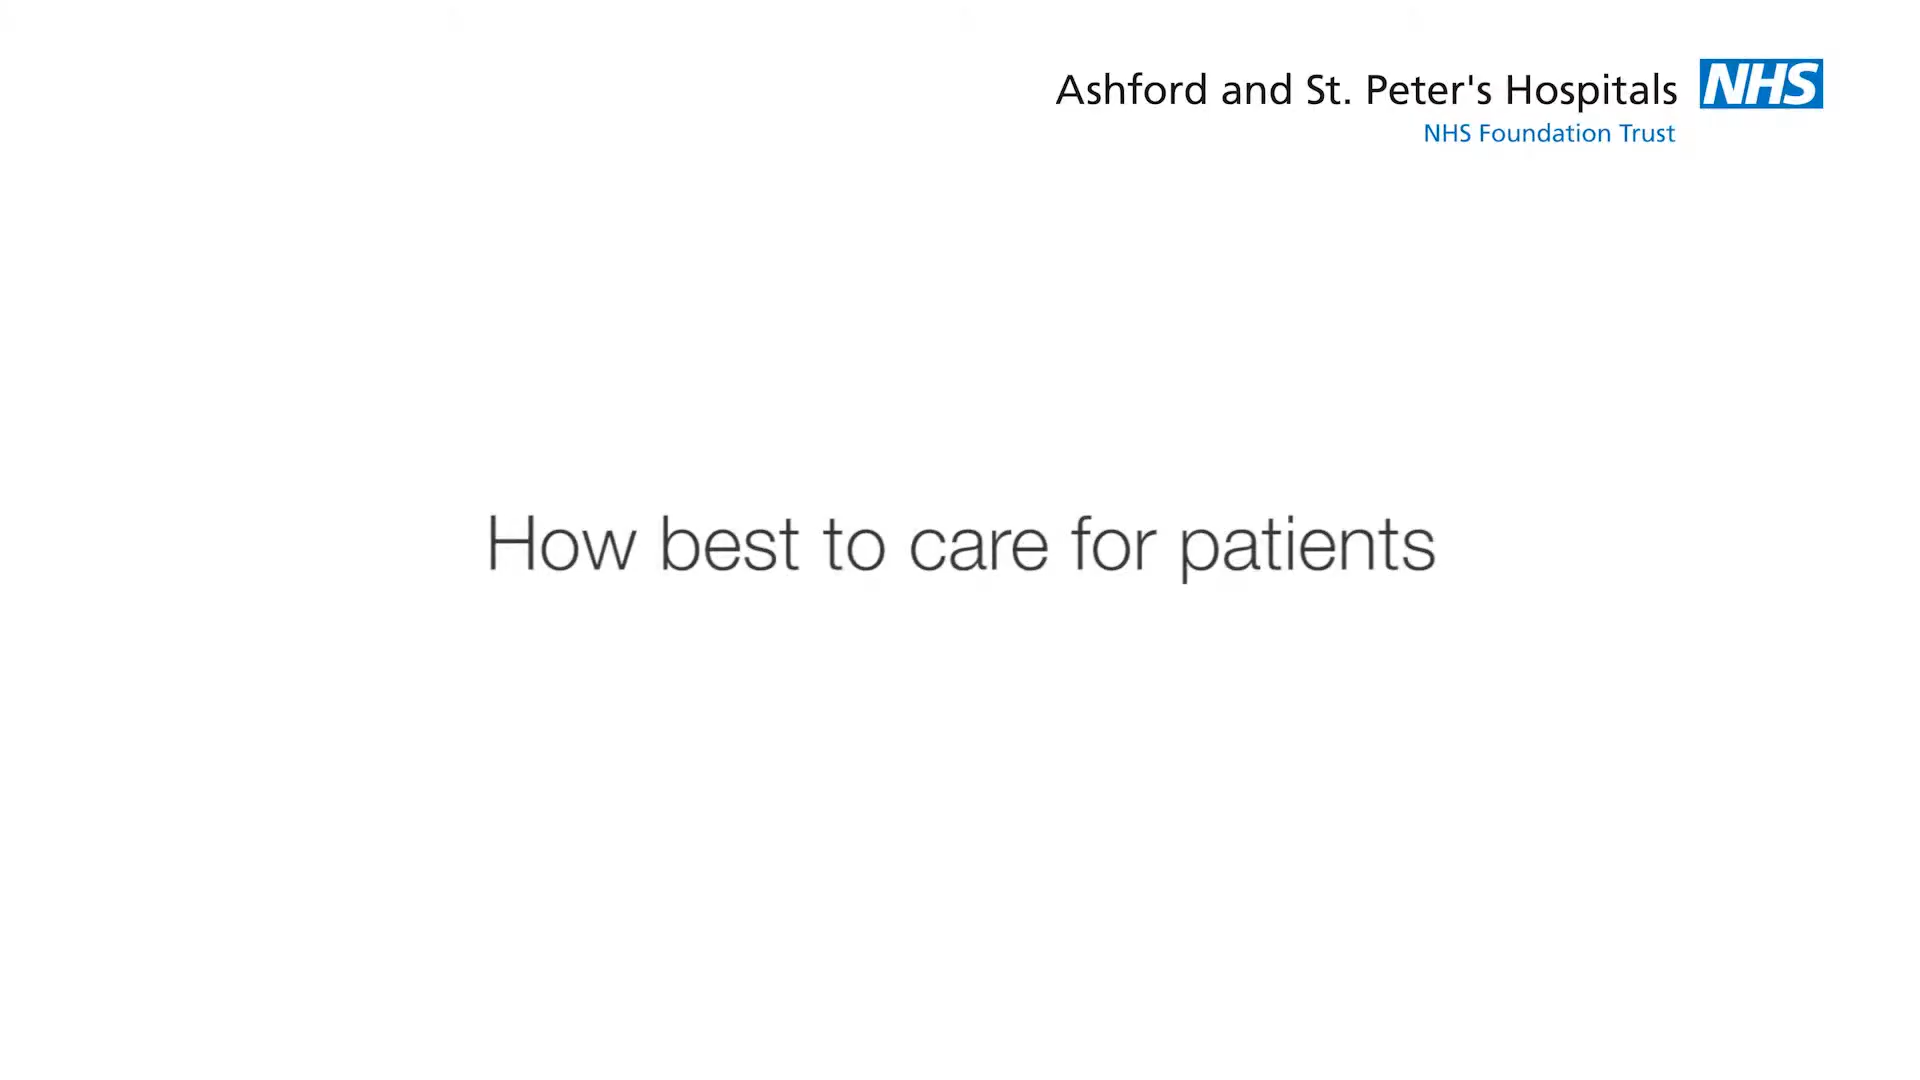 Ashford and St. Peter's Hospitals NHS
NHS Foundation Trust
How best to care for patients